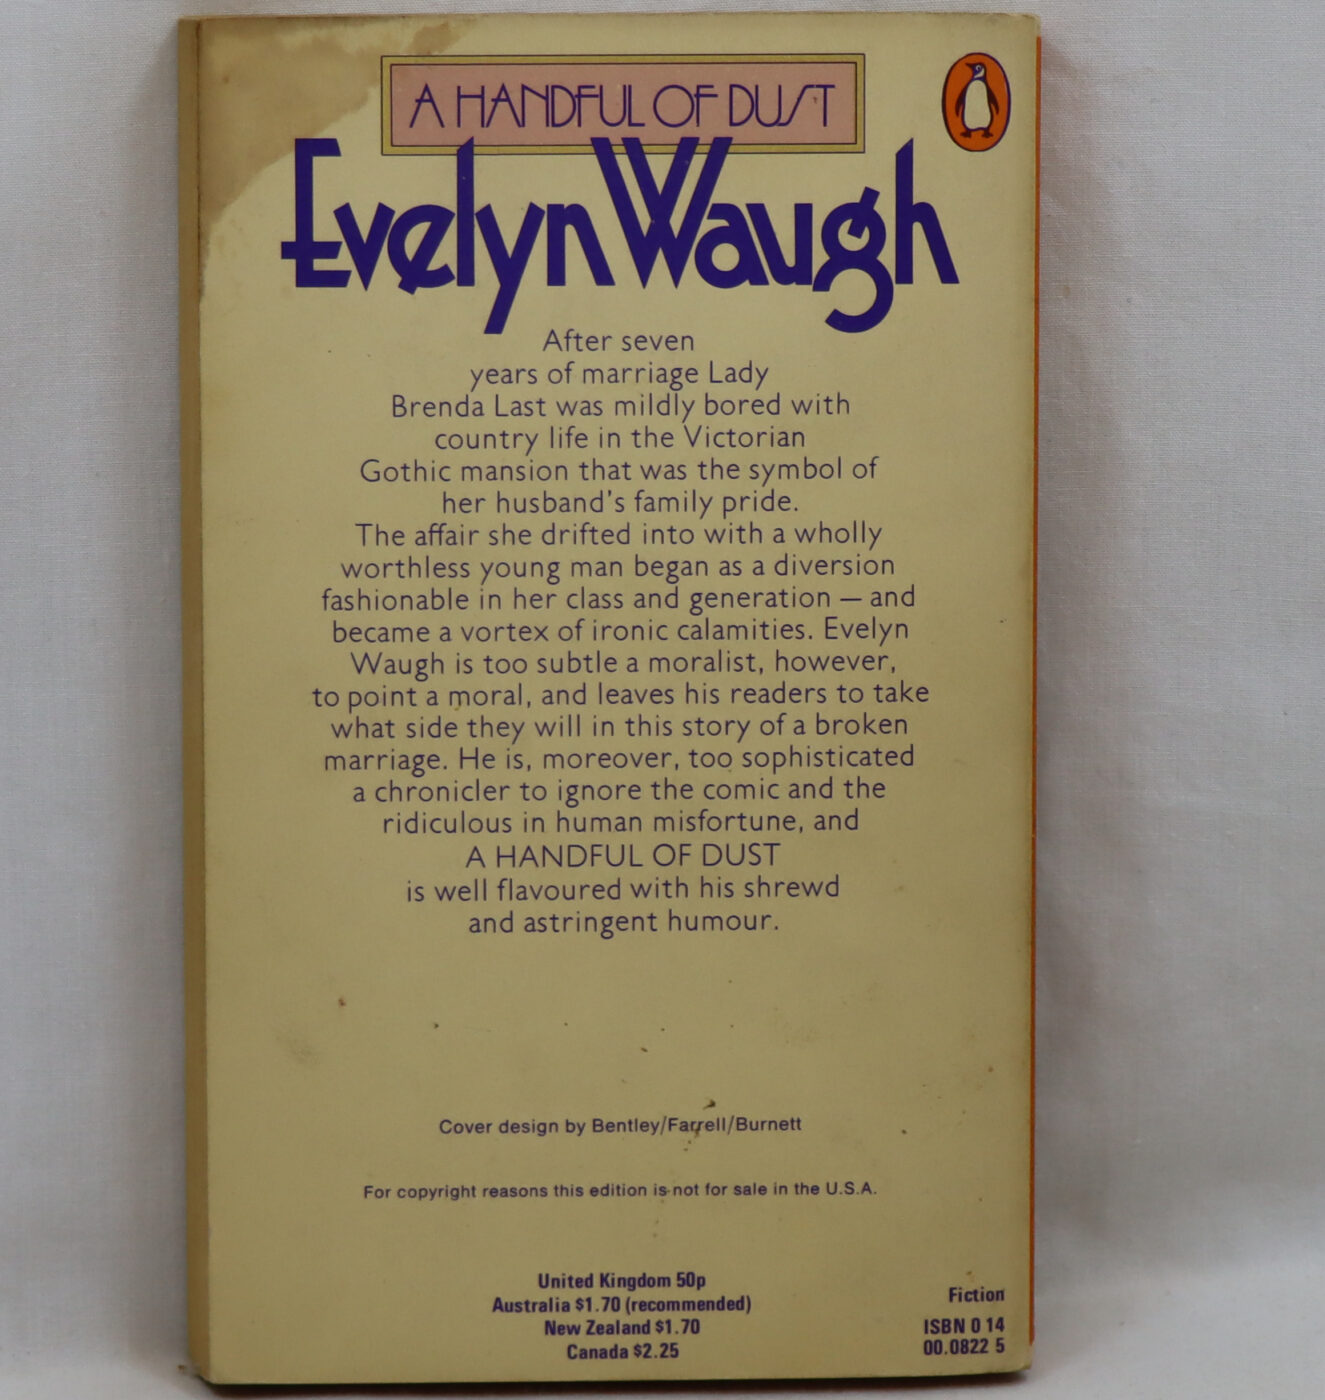 A HANDFUL OF DUST
Evelyn Waugh
After seven
years of marriage Lady
Brenda Last was mildly bored with
country life in the Victorian
Gothic mansion that was the symbol of
her husband's family pride.
The affair she drifted into with a wholly
worthless young man began as a diversion
fashionable in her class and generation — and
became a vortex of ironic calamities. Evelyn
Waugh is too subtle a moralist, however,
to point a moral, and leaves his readers to take
what side they will in this story of a broken
marriage. He is, moreover, too sophisticated
a chronicler to ignore the comic and the
ridiculous in human misfortune, and
A HANDFUL OF DUST
is well flavoured with his shrewd
and astringent humour.
Cover design by Bentley/Farrell/Burnett
For copyright reasons this edition is not for sale in the U.S.A.
United Kingdom 50p
Australia $1.70 (recommended)
New Zealand $1.70
Canada $2.25
Fiction
ISBN 0 14
00.0822 5